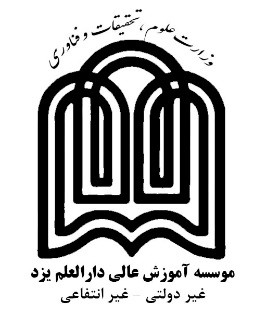 وزارت علوم، تحقیقات و فناوری
موسسه آموزش عالی دارالعلم یزد
غیر دولتی - غیر انتفاعی